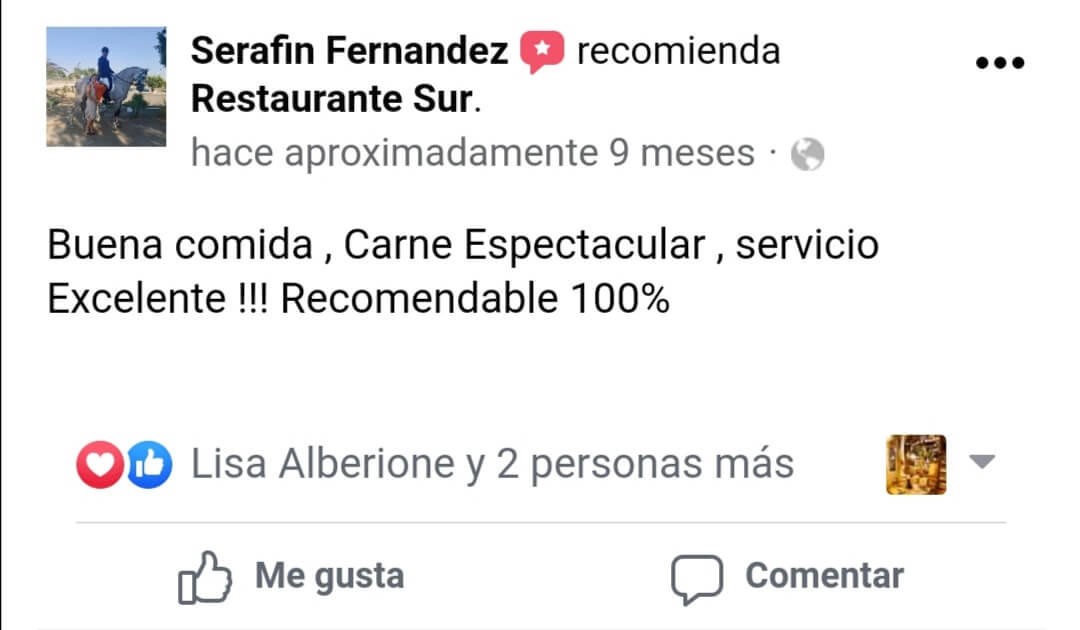 Serafin Fernandez recomienda
Restaurante Sur.
hace aproximadamente 9 meses ·
Buena comida , Carne Espectacular , servicio
Excelente !!! Recomendable 100%
Lisa Alberione y 2 personas más
Me gusta
Comentar